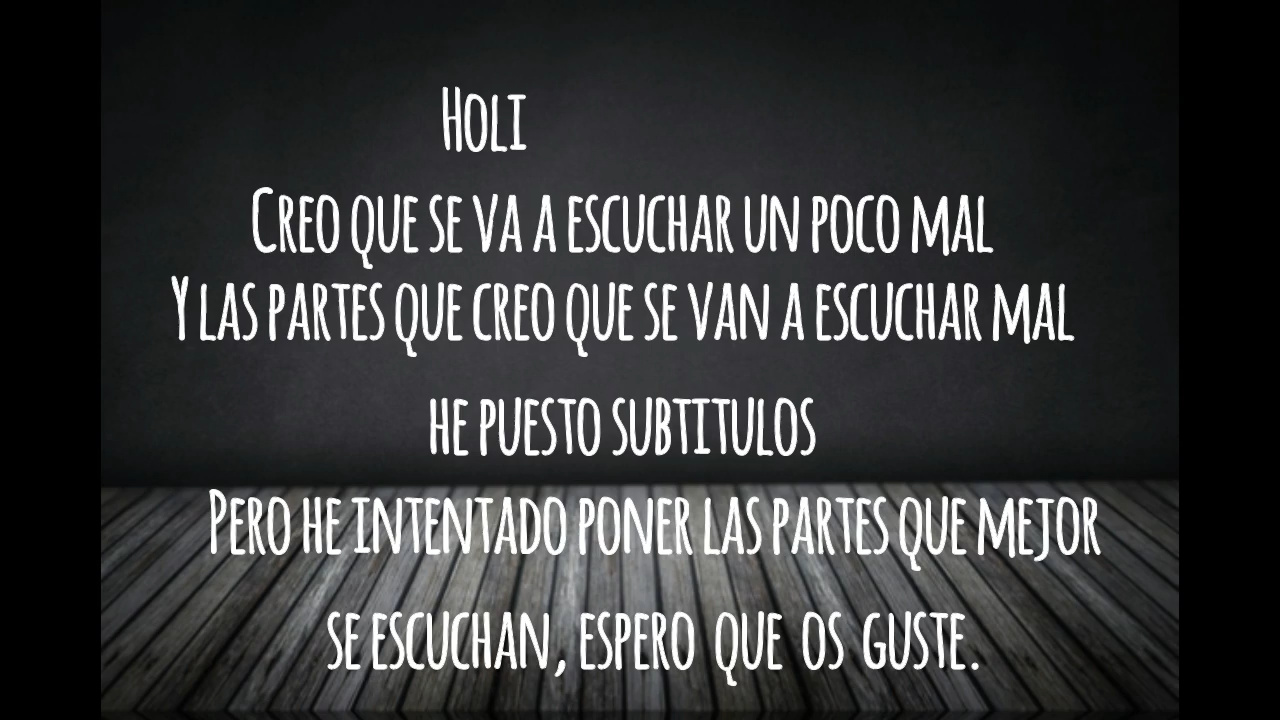 Holi
Creo que se va a escuchar un poco mal
Y las partes que creo que se van a escuchar mal
he puesto subtitulos
Pero he intentado poner las partes que mejor
se escuchan, espero que os guste.